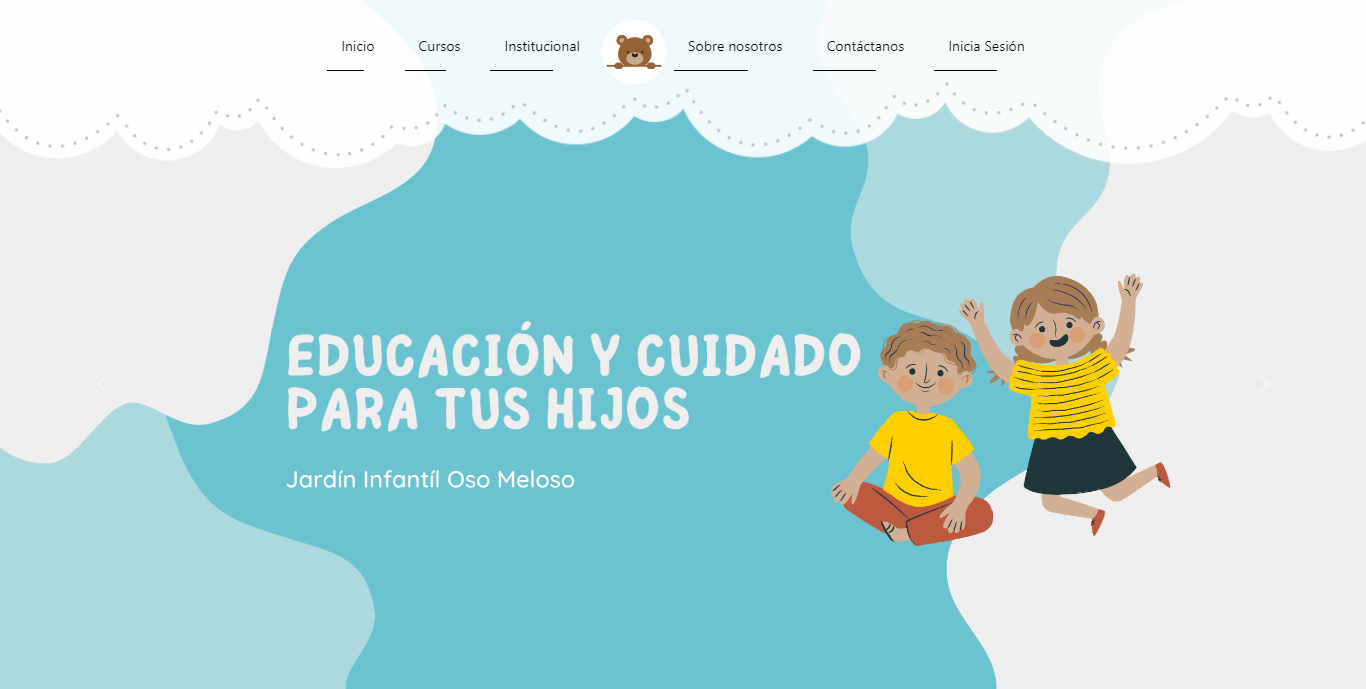 Inicio Cursos Institucional Sobre nosotros Contáctanos Inicia Sesión
EDUCACIÓN Y CUIDADO
PARA TUS HIJOS
Jardín Infantíl Oso Meloso